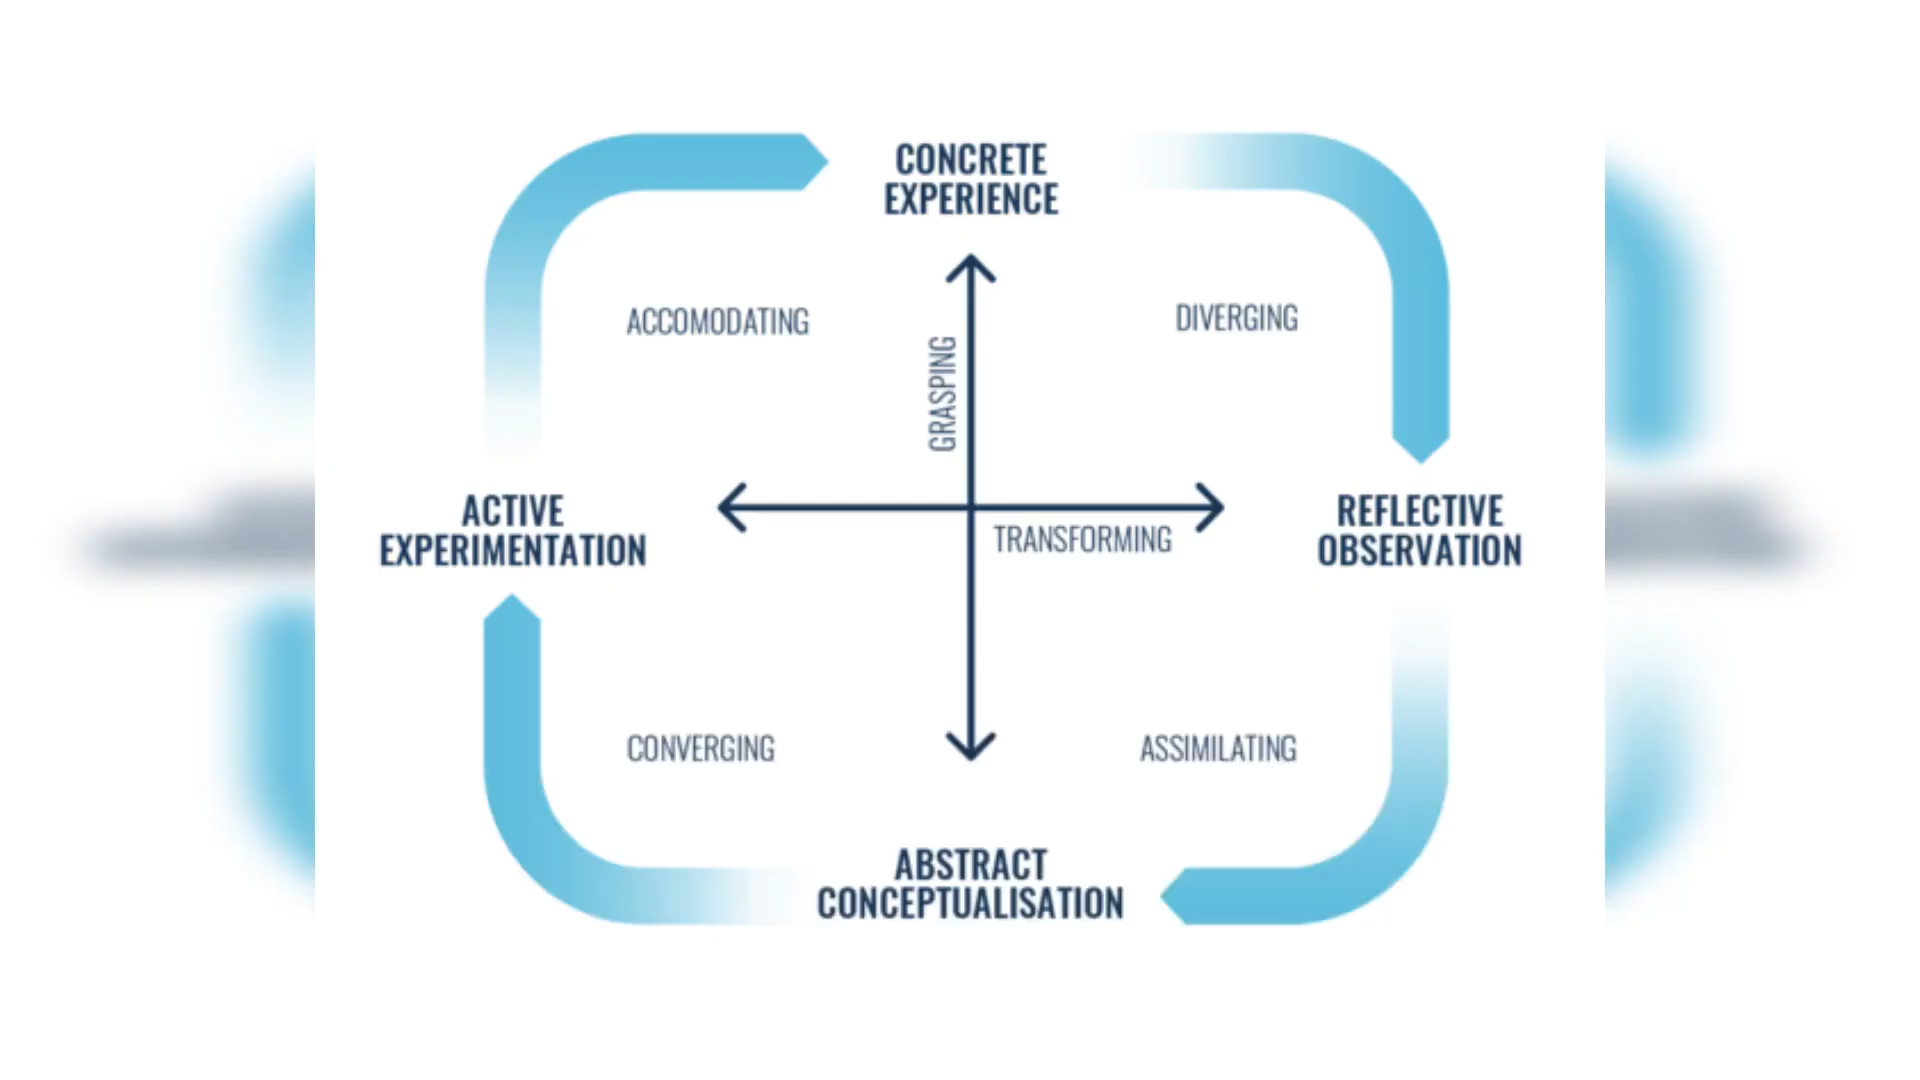 CONCRETE
EXPERIENCE
ACCOMODATING
DIVERGING
GRASPING
ACTIVE
EXPERIMENTATION
TRANSFORMING
REFLECTIVE
OBSERVATION
CONVERGING
ASSIMILATING
ABSTRACT
CONCEPTUALISATION